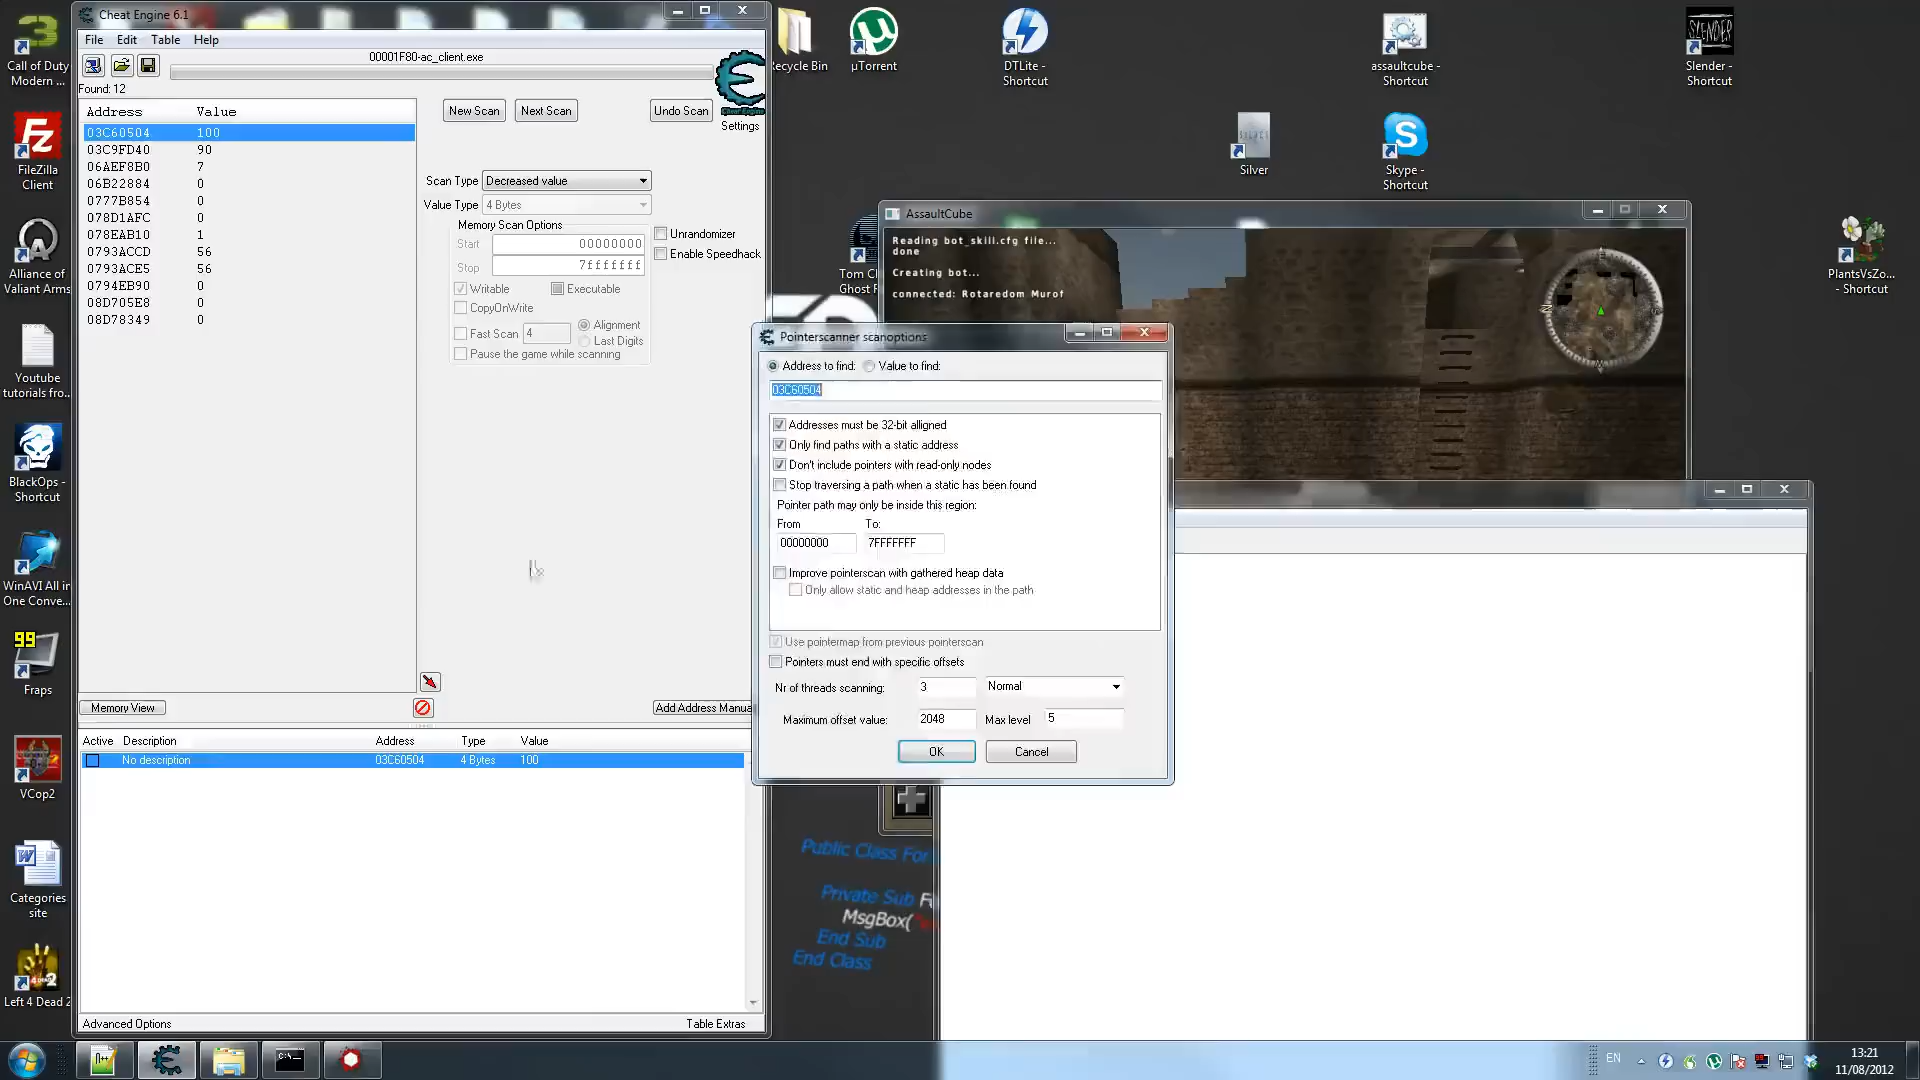 Call of Duty
Modern ...
FileZilla
Client
Alliance of
Valiant Arms
Youtube
tutorials fro...
BlackOps -
Shortcut
WinAVI All in
One Conve...
99
Fraps
VCop2
Categories
site
Left 4 Dead 2
Cheat Engine 6.1
File Edit Table Help
00001F80-ac_client.exe
Found: 12
Address Value
03C60504 100
03C9FD40 90
06AEF8B0 7
06B22884 0
0777B854 0
078D1AFC 0
078EAB10 1
0793ACCD 56
0793ACE5 56
0794EB90 0
08D705E8 0
08D78349 0
New Scan Next Scan Undo Scan
Cheat Engine
Settings
Scan Type Decreased value
Value Type 4 Bytes
Memory Scan Options
Start 00000000
Stop 7fffffff
Writable Executable
CopyOnWrite
Fast Scan 4 Alignment
Last Digits
Pause the game while scanning
Unrandomizer
Enable Speedhack
Memory View
Add Address Manua
Active Description Address Type Value
No description 03C60504 4 Bytes 100
Advanced Options Table Extras
Recycle Bin
µTorrent
DTLite -
Shortcut
assaultcube -
Shortcut
SLENDER
Slender -
Shortcut
Silver
Skype -
Shortcut
Tom Cl
Ghost R
PlantsVsZo...
- Shortcut
AssaultCube
Reading bot_skill.cfg file...
done
Creating bot...
connected: Rotaredom Murof
Pointerscanner scanoptions
Address to find: Value to find:
03C60504
Addresses must be 32-bit alligned
Only find paths with a static address
Don't include pointers with read-only nodes
Stop traversing a path when a static has been found
Pointer path may only be inside this region:
From To:
00000000 7FFFFFFF
Improve pointerscan with gathered heap data
Only allow static and heap addresses in the path
Use pointermap from previous pointerscan
Pointers must end with specific offsets
Nr of threads scanning: 3 Normal
Maximum offset value: 2048 Max level 5
OK Cancel
Public Class For
Private Sub F
MsgBox("
End Sub
End Class
EN
13:21
11/08/2012